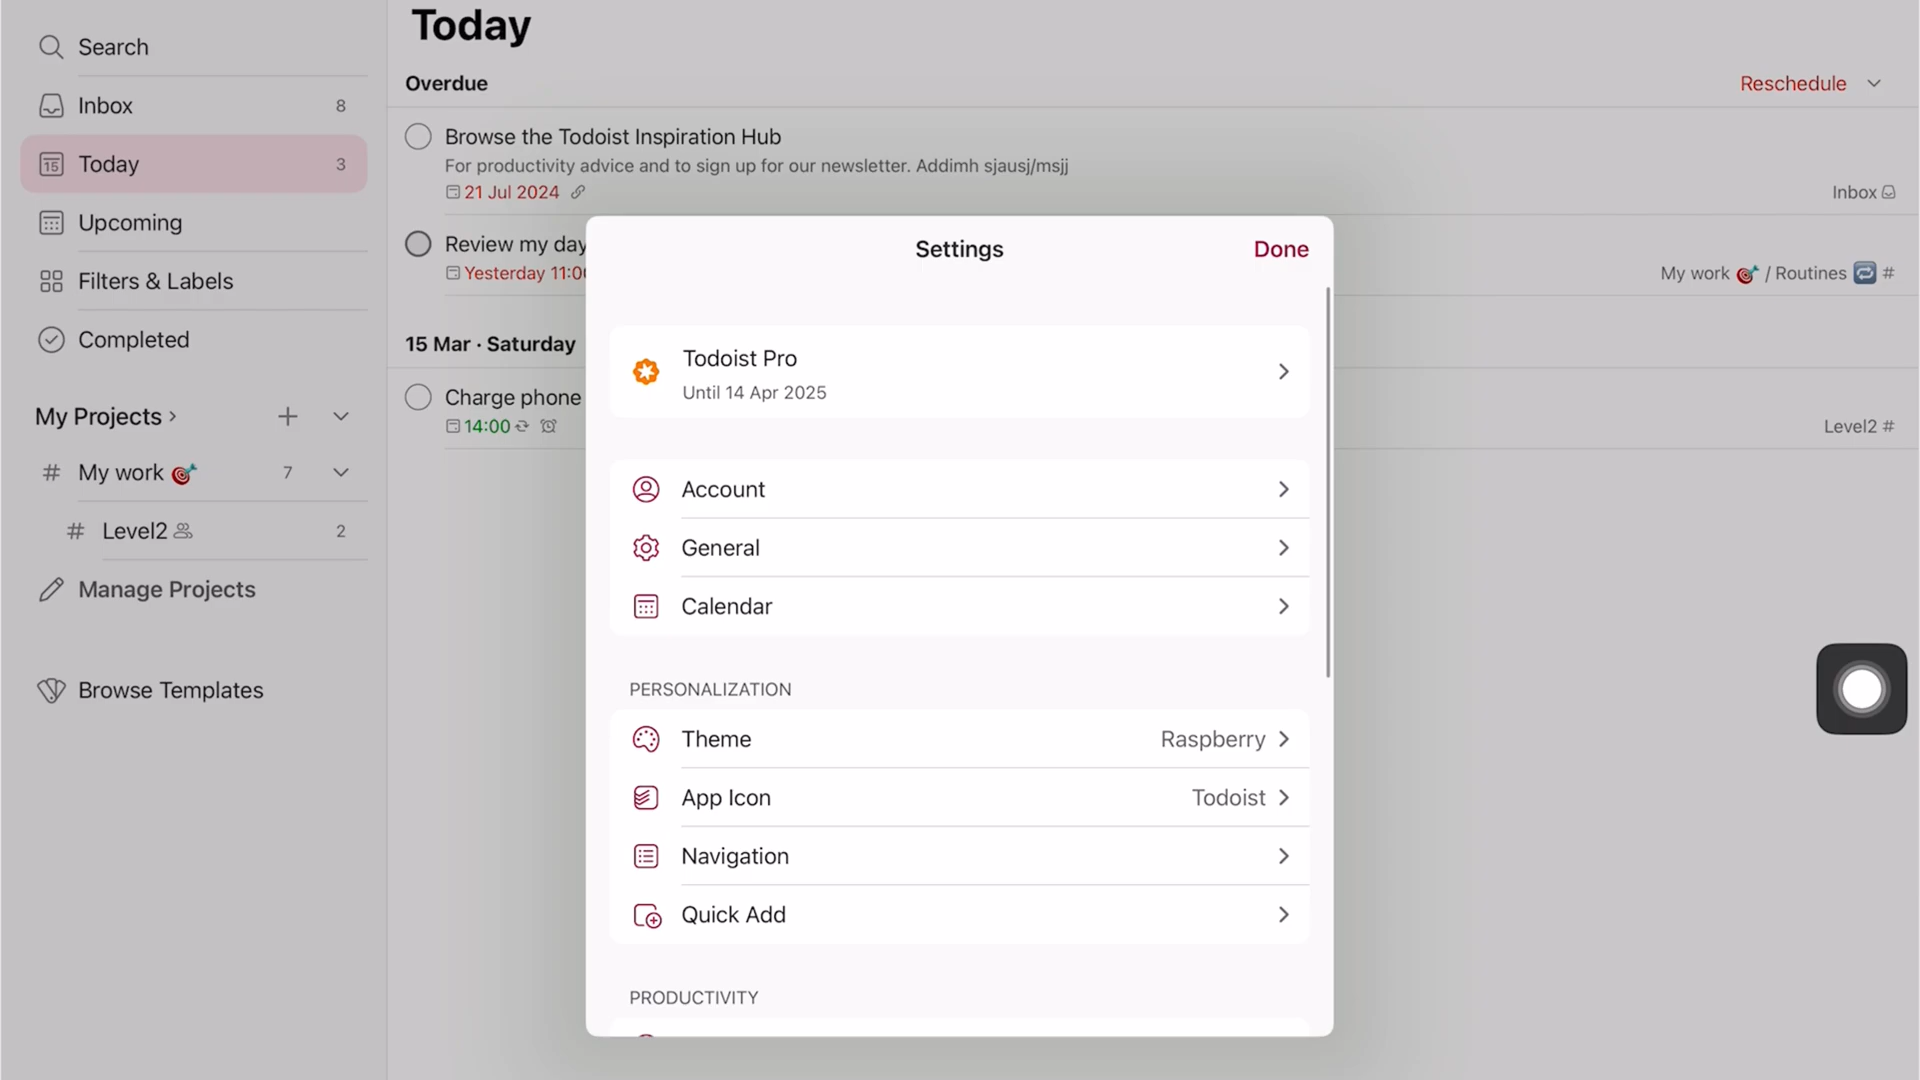 Search
Inbox 8
15 Today 3
Upcoming
Filters & Labels
Completed
My Projects
# My work 🎯 7
# Level2 2
Manage Projects
Browse Templates
Today
Overdue
Reschedule
Browse the Todoist Inspiration Hub
For productivity advice and to sign up for our newsletter. Addimh sjausj/msjj
21 Jul 2024
Inbox
Review my day
Yesterday 11:00
My work 🎯 / Routines 🔁 #
15 Mar · Saturday
Charge phone
14:00
Level2 #
Settings
Done
Todoist Pro
Until 14 Apr 2025
Account
General
Calendar
PERSONALIZATION
Theme Raspberry
App Icon Todoist
Navigation
Quick Add
PRODUCTIVITY